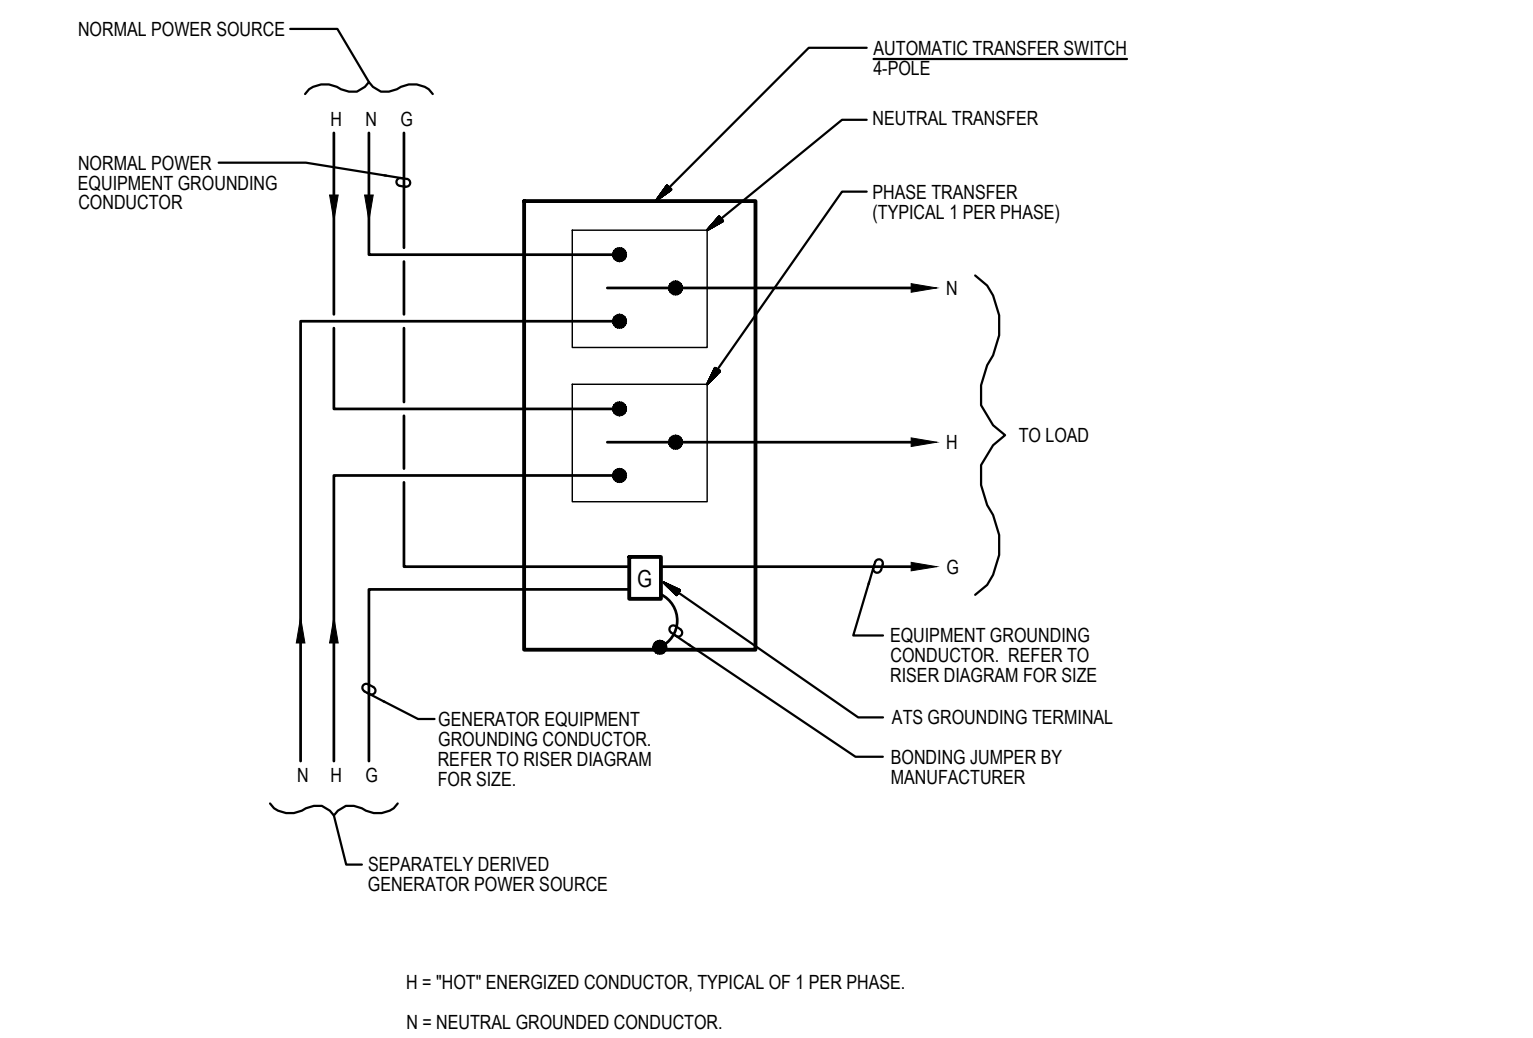 NORMAL POWER SOURCE
AUTOMATIC TRANSFER SWITCH
4-POLE
H N G
NEUTRAL TRANSFER
NORMAL POWER
EQUIPMENT GROUNDING
CONDUCTOR
PHASE TRANSFER
(TYPICAL 1 PER PHASE)
N
H
TO LOAD
G
G
EQUIPMENT GROUNDING
CONDUCTOR. REFER TO
RISER DIAGRAM FOR SIZE
ATS GROUNDING TERMINAL
GENERATOR EQUIPMENT
GROUNDING CONDUCTOR.
REFER TO RISER DIAGRAM
FOR SIZE.
BONDING JUMPER BY
MANUFACTURER
N H G
SEPARATELY DERIVED
GENERATOR POWER SOURCE
H = "HOT" ENERGIZED CONDUCTOR, TYPICAL OF 1 PER PHASE.
N = NEUTRAL GROUNDED CONDUCTOR.